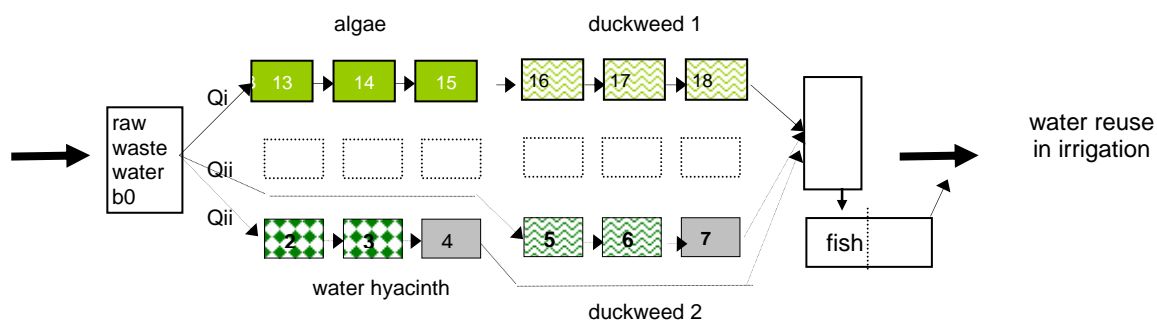 algae
duckweed 1
13
14
15
16
17
18
Qi
raw
waste
water
b0
Qii
Qii
2
3
4
5
6
7
water hyacinth
duckweed 2
fish
water reuse
in irrigation